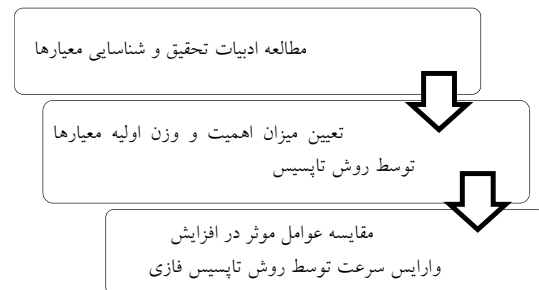 مطالعه ادبیات تحقیق و شناسایی معیارها
تعیین میزان اهمیت و وزن اولیه معیارها
توسط روش تاپسیس
مقایسه عوامل موثر در افزایش
وارایس سرعت توسط روش تاپسیس فازی